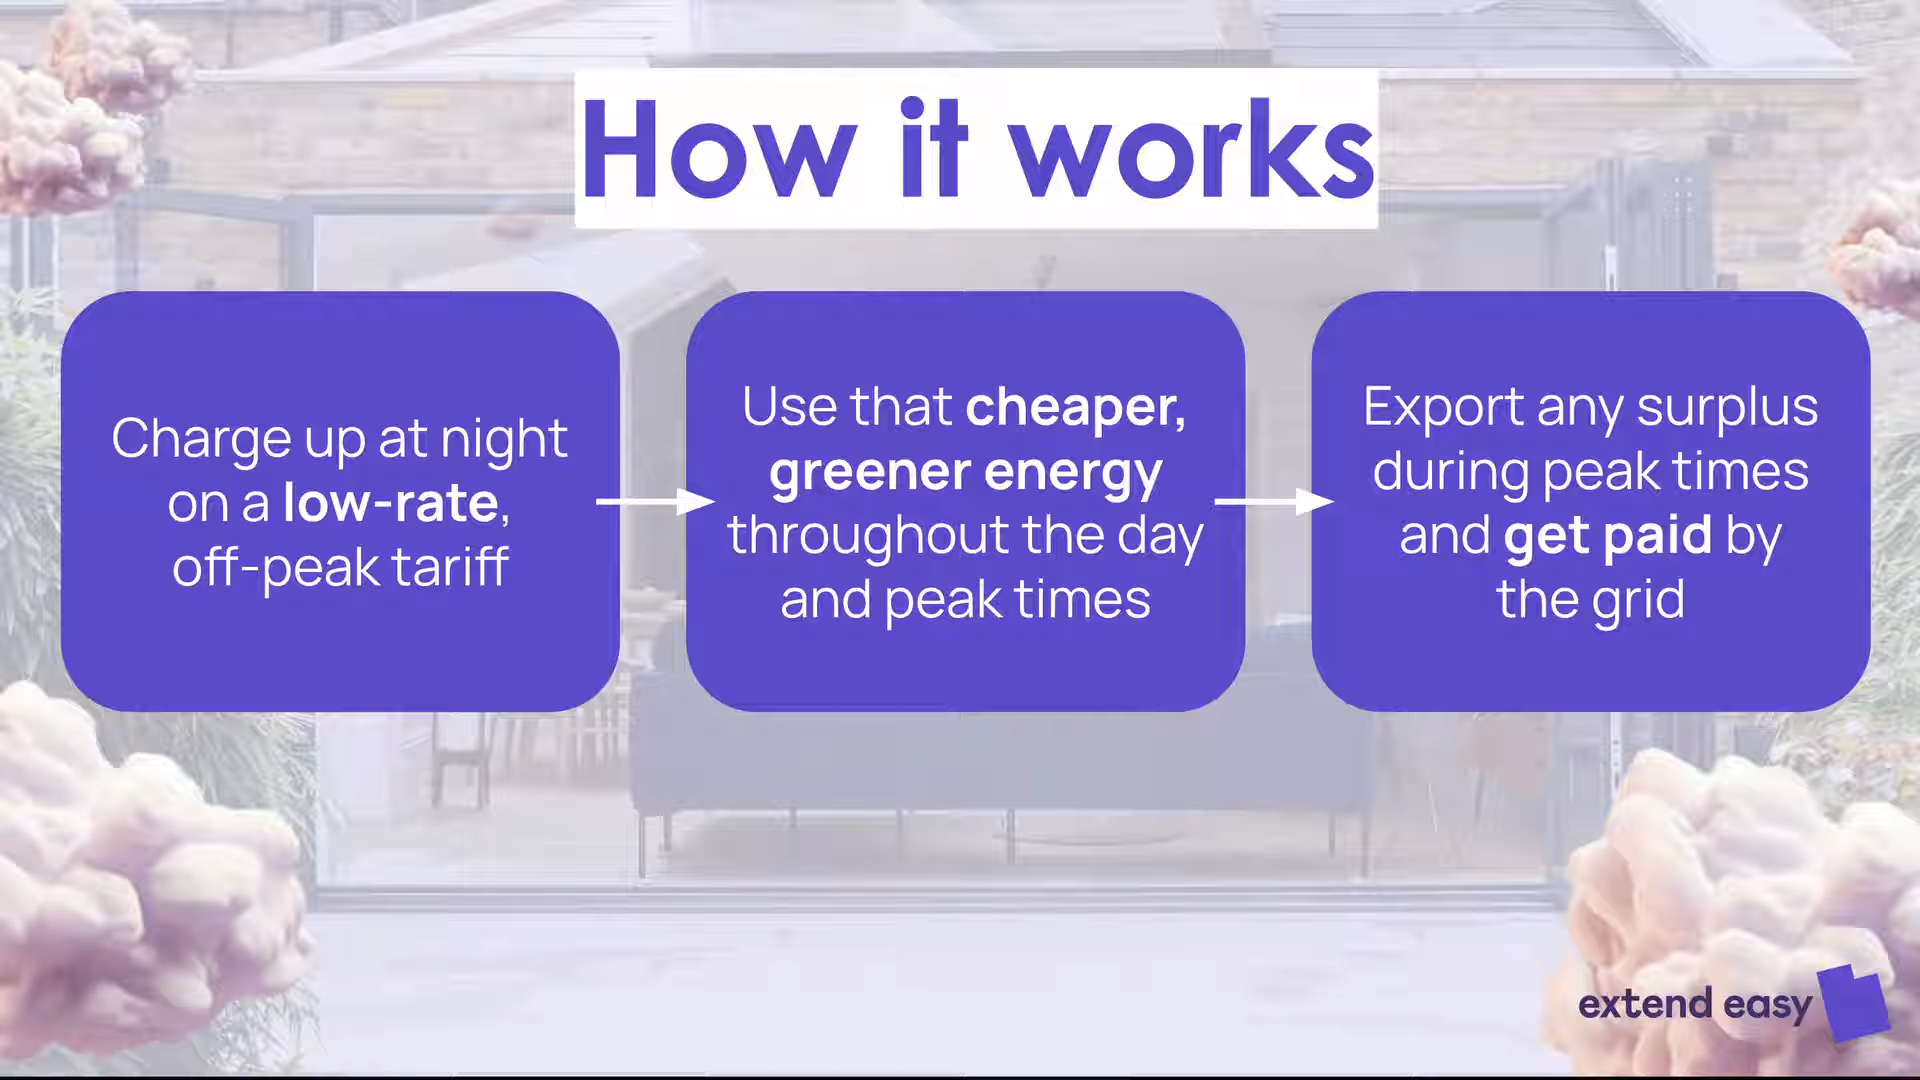 How it works
Charge up at night
on a low-rate,
off-peak tariff
Use that cheaper,
greener energy
throughout the day
and peak times
Export any surplus
during peak times
and get paid by
the grid
extend easy